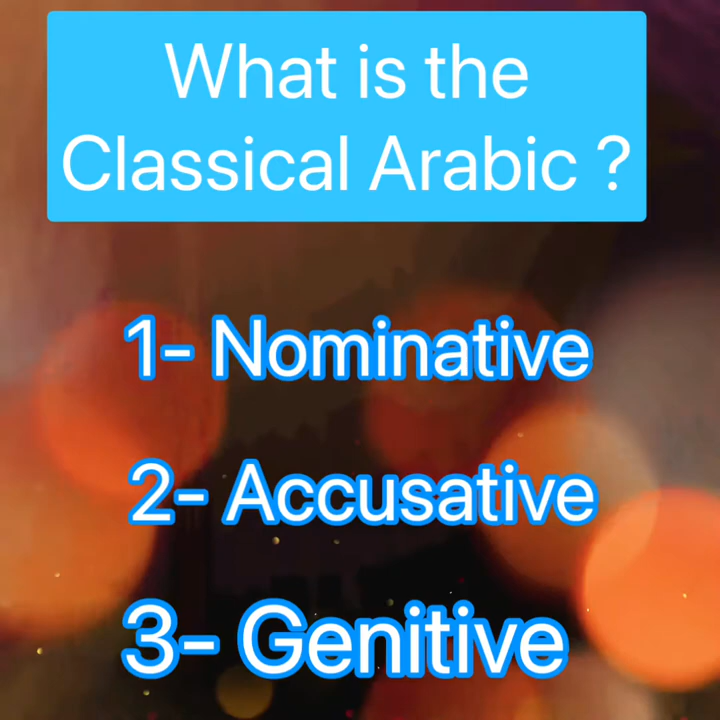 What is the
Classical Arabic ?
1- Nominative
2- Accusative
3- Genitive